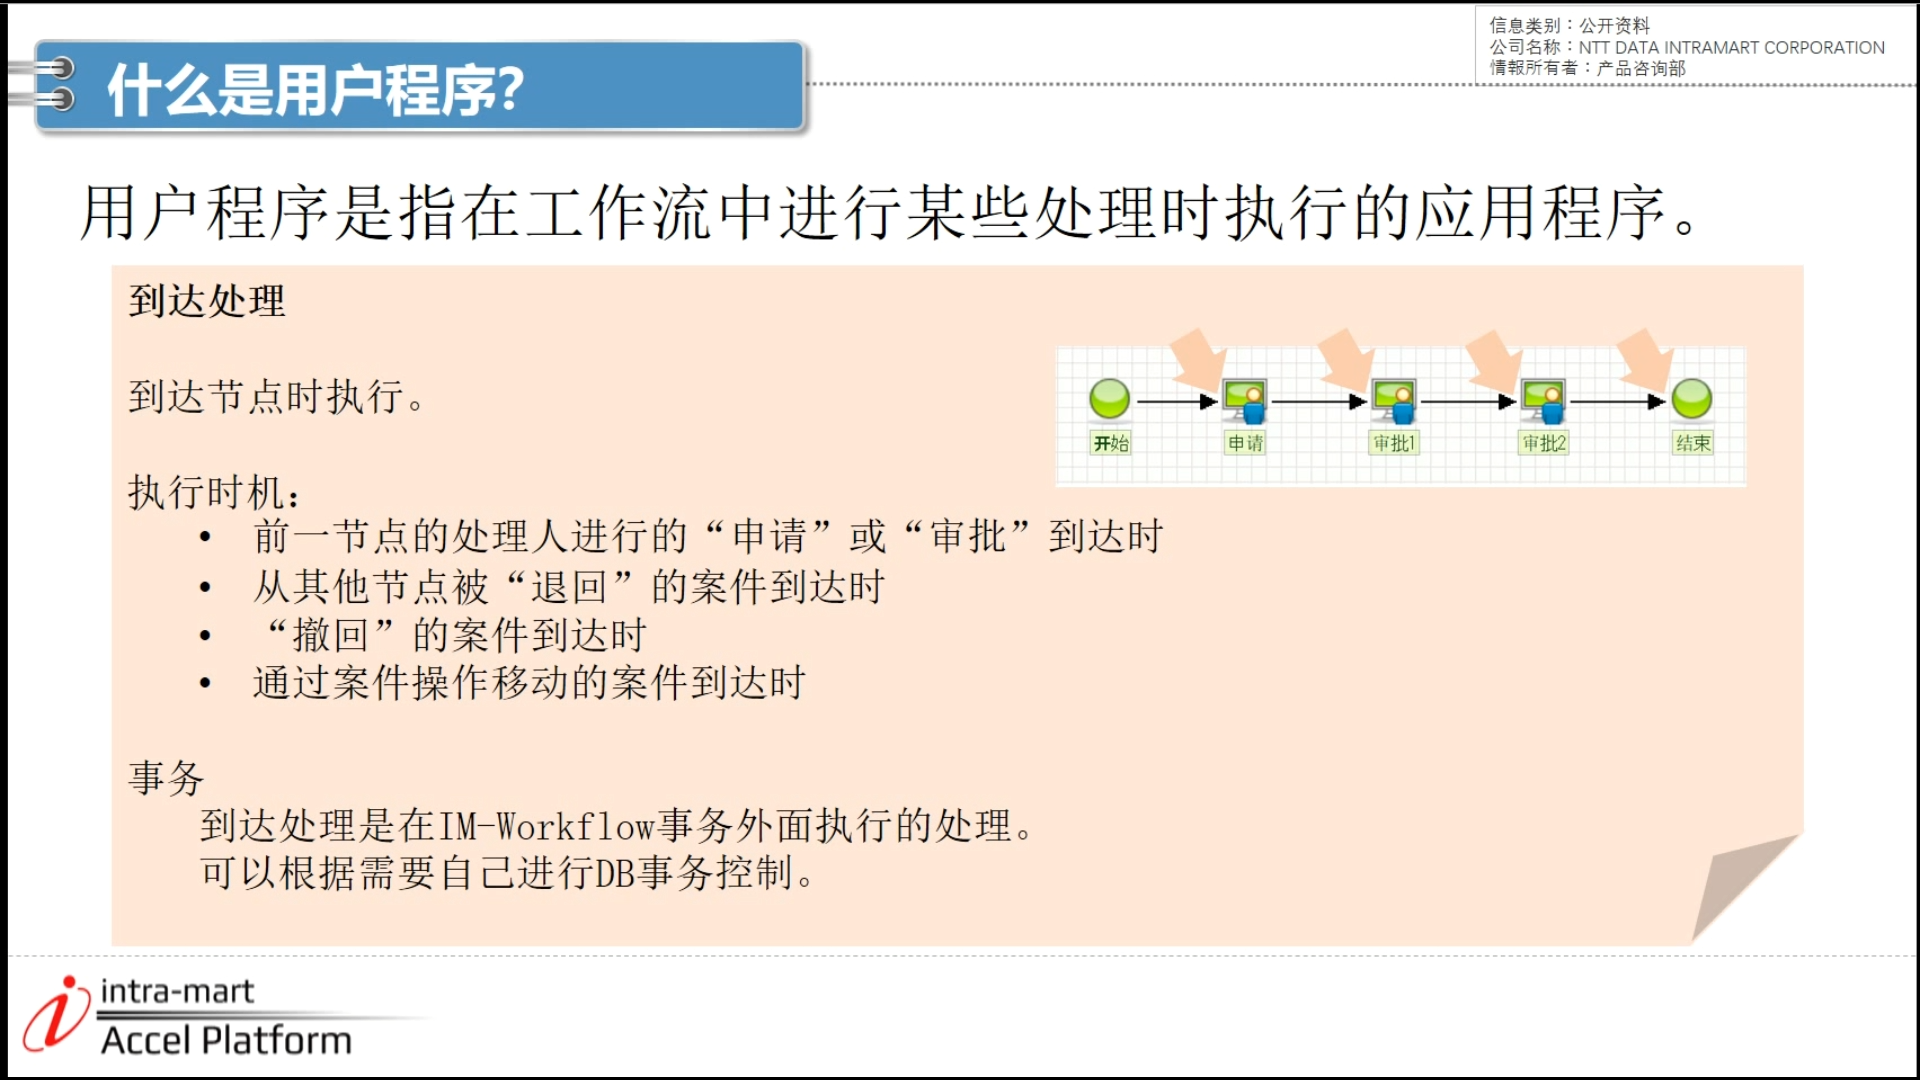 信息类别：公开资料
公司名称：NTT DATA INTRAMART CORPORATION
情報所有者：产品咨询部
什么是用户程序？
用户程序是指在工作流中进行某些处理时执行的应用程序。
到达处理
到达节点时执行。
开始 申请 审批1 审批2 结束
执行时机：
• 前一节点的处理人进行的“申请”或“审批”到达时
• 从其他节点被“退回”的案件到达时
• “撤回”的案件到达时
• 通过案件操作移动的案件到达时
事务
到达处理是在IM-Workflow事务外面执行的处理。
可以根据需要自己进行DB事务控制。
intra-mart
Accel Platform